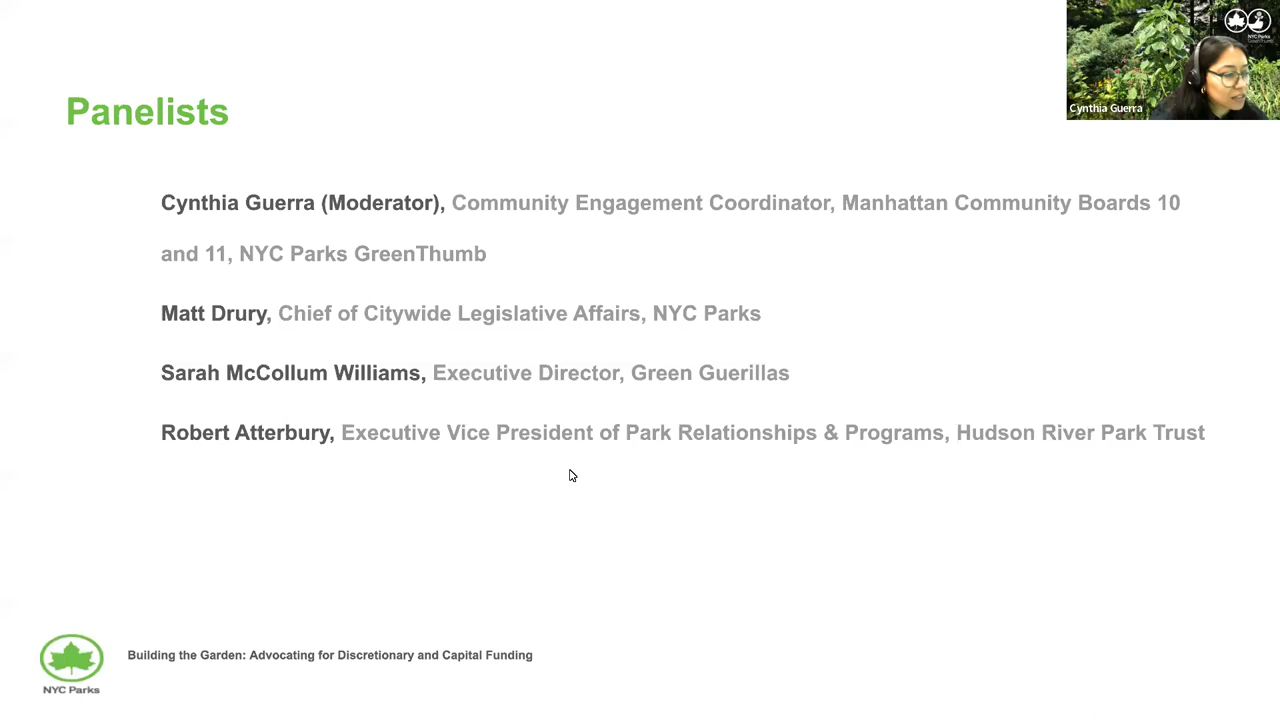 NYC Parks
Cynthia Guerra
Panelists
Cynthia Guerra (Moderator), Community Engagement Coordinator, Manhattan Community Boards 10
and 11, NYC Parks GreenThumb
Matt Drury, Chief of Citywide Legislative Affairs, NYC Parks
Sarah McCollum Williams, Executive Director, Green Guerillas
Robert Atterbury, Executive Vice President of Park Relationships & Programs, Hudson River Park Trust
Building the Garden: Advocating for Discretionary and Capital Funding
NYC Parks